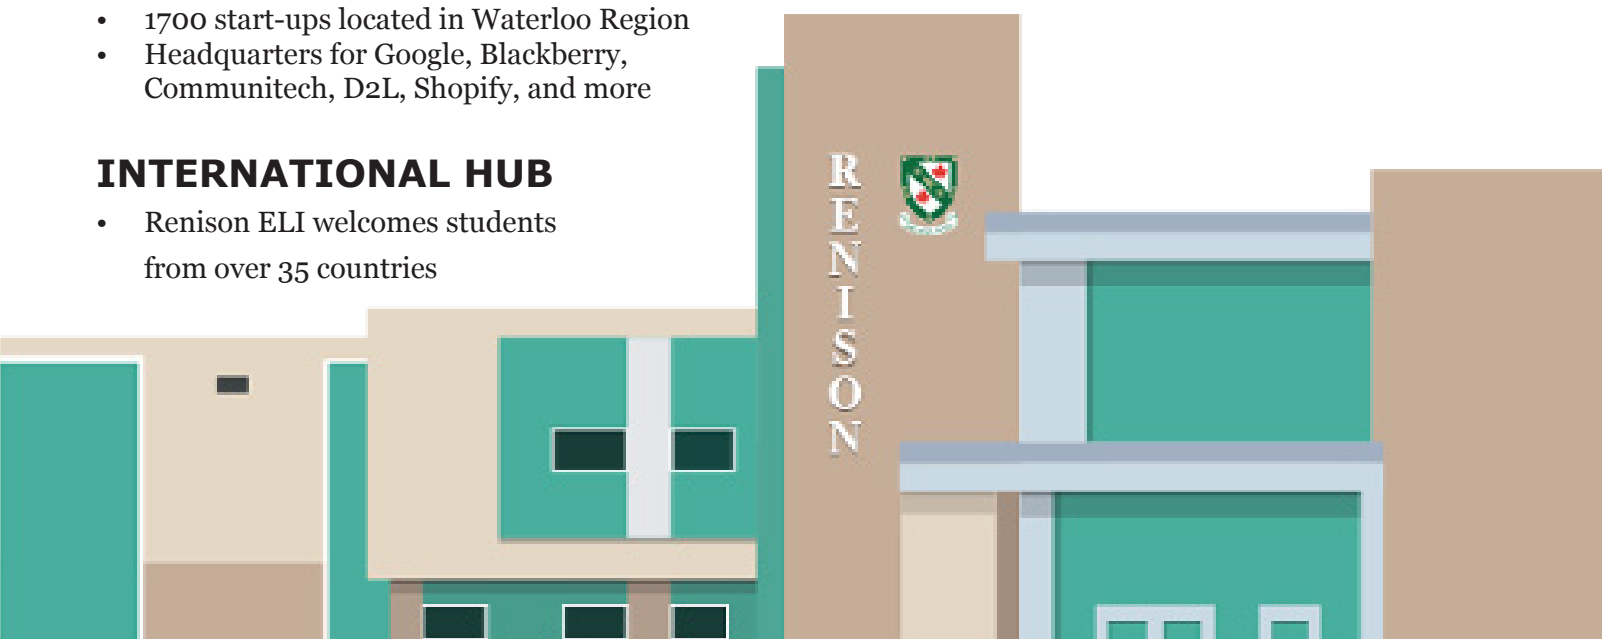 • 1700 start-ups located in Waterloo Region
• Headquarters for Google, Blackberry,
Communitech, D2L, Shopify, and more
INTERNATIONAL HUB
• Renison ELI welcomes students
from over 35 countries
RENISON